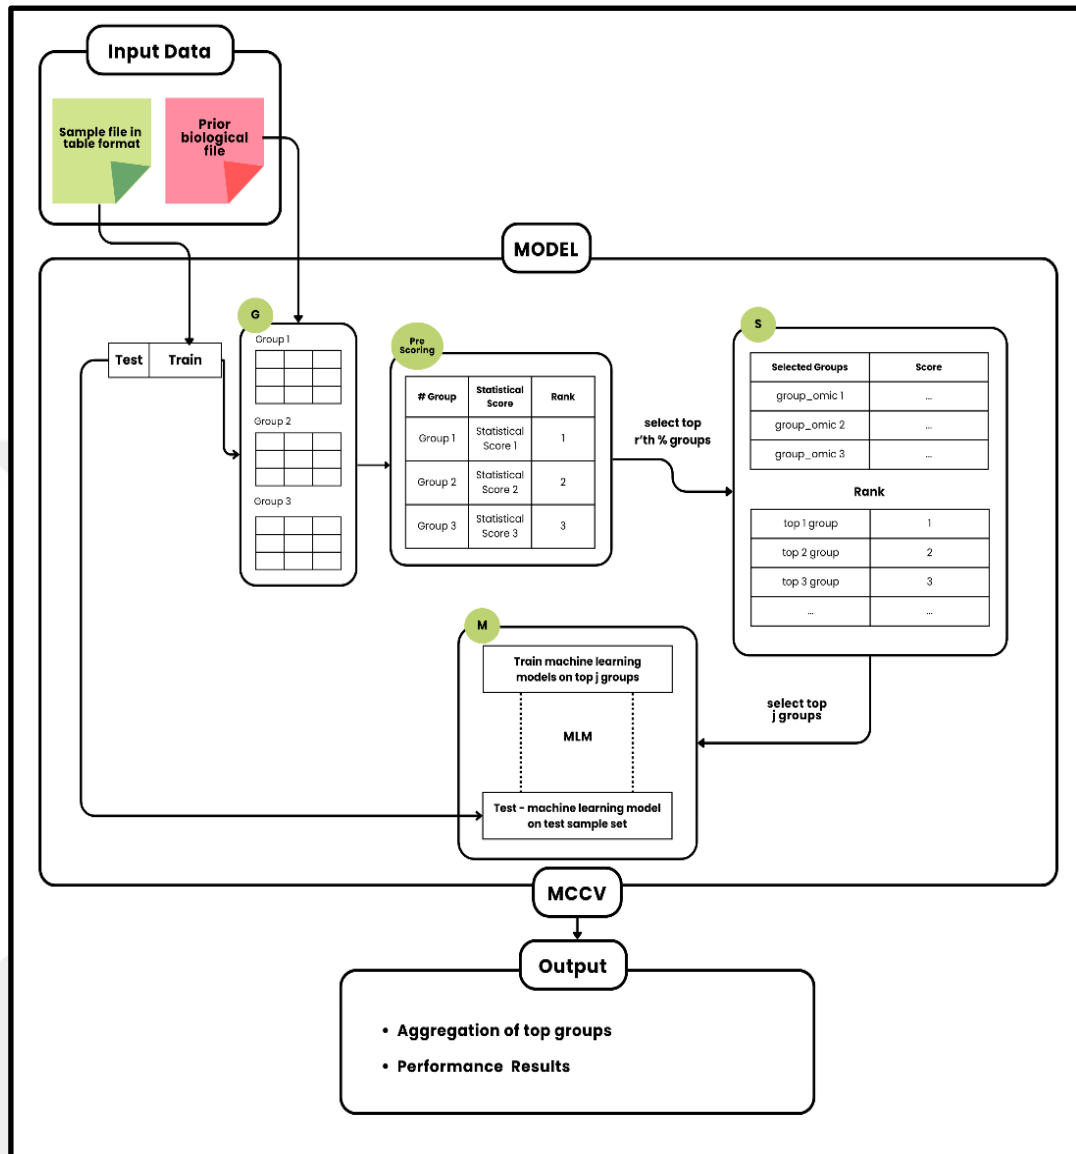 Input Data
Sample file in
table format
Prior
biological
file
MODEL
Test
Train
G
Group 1
Group 2
Group 3
Pre
Scoring
# Group
Statistical
Score
Rank
Group 1
Statistical
Score 1
1
Group 2
Statistical
Score 2
2
Group 3
Statistical
Score 3
3
select top
r'th % groups
S
Selected Groups
Score
group_omic 1
...
group_omic 2
...
group_omic 3
...
Rank
top 1 group
1
top 2 group
2
top 3 group
3
...
...
select top
j groups
M
Train machine learning
models on top j groups
MLM
Test - machine learning model
on test sample set
MCCV
Output
• Aggregation of top groups
• Performance Results